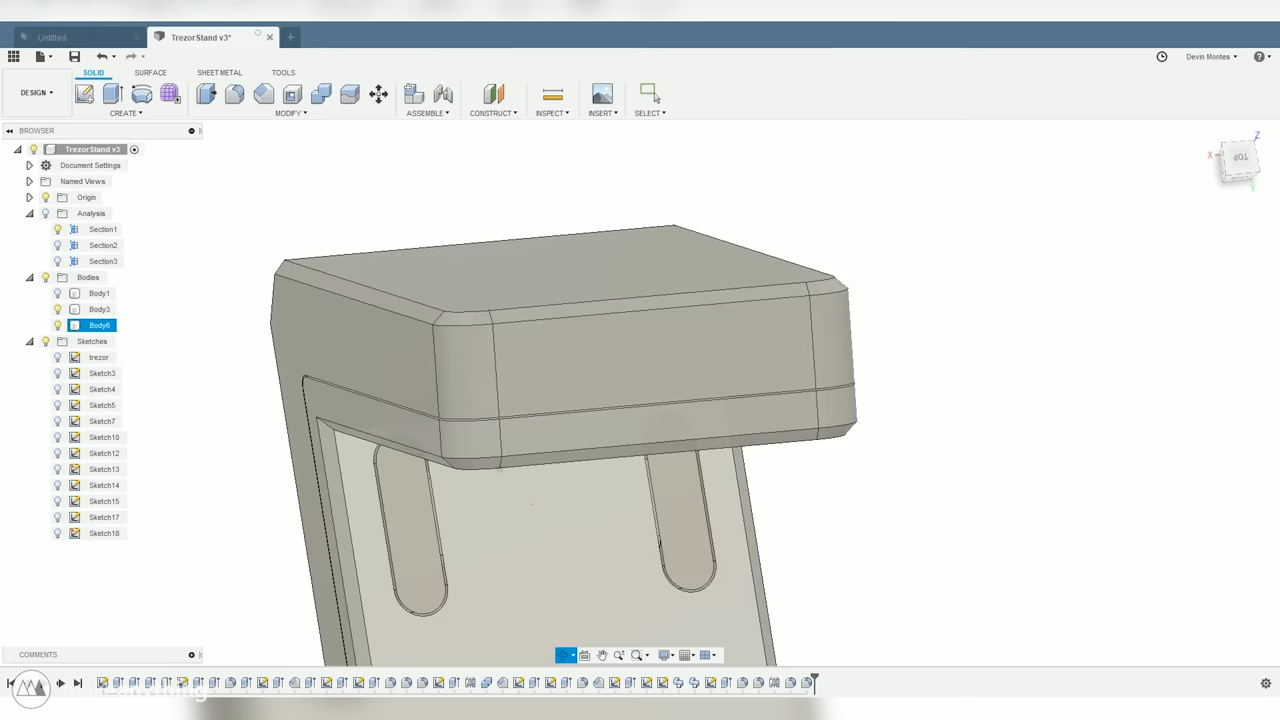 Untitled
TrezorStand v3*
Devin Montes
SOLID SURFACE SHEET METAL TOOLS
DESIGN
CREATE MODIFY ASSEMBLE CONSTRUCT INSPECT INSERT SELECT
BROWSER
TrezorStand v3
Document Settings
Named Views
Origin
Analysis
Section1
Section2
Section3
Bodies
Body1
Body3
Body6
Sketches
trezor
Sketch3
Sketch4
Sketch5
Sketch7
Sketch10
Sketch12
Sketch13
Sketch14
Sketch15
Sketch17
Sketch18
Z
X
TOP
Y
COMMENTS